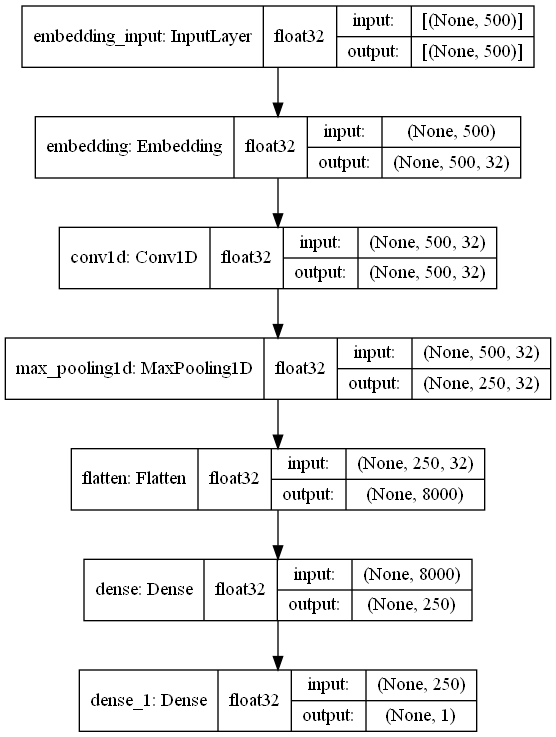 embedding_input: InputLayer float32 input: [(None, 500)]
output: [(None, 500)]
embedding: Embedding float32 input: (None, 500)
output: (None, 500, 32)
conv1d: Conv1D float32 input: (None, 500, 32)
output: (None, 500, 32)
max_pooling1d: MaxPooling1D float32 input: (None, 500, 32)
output: (None, 250, 32)
flatten: Flatten float32 input: (None, 250, 32)
output: (None, 8000)
dense: Dense float32 input: (None, 8000)
output: (None, 250)
dense_1: Dense float32 input: (None, 250)
output: (None, 1)